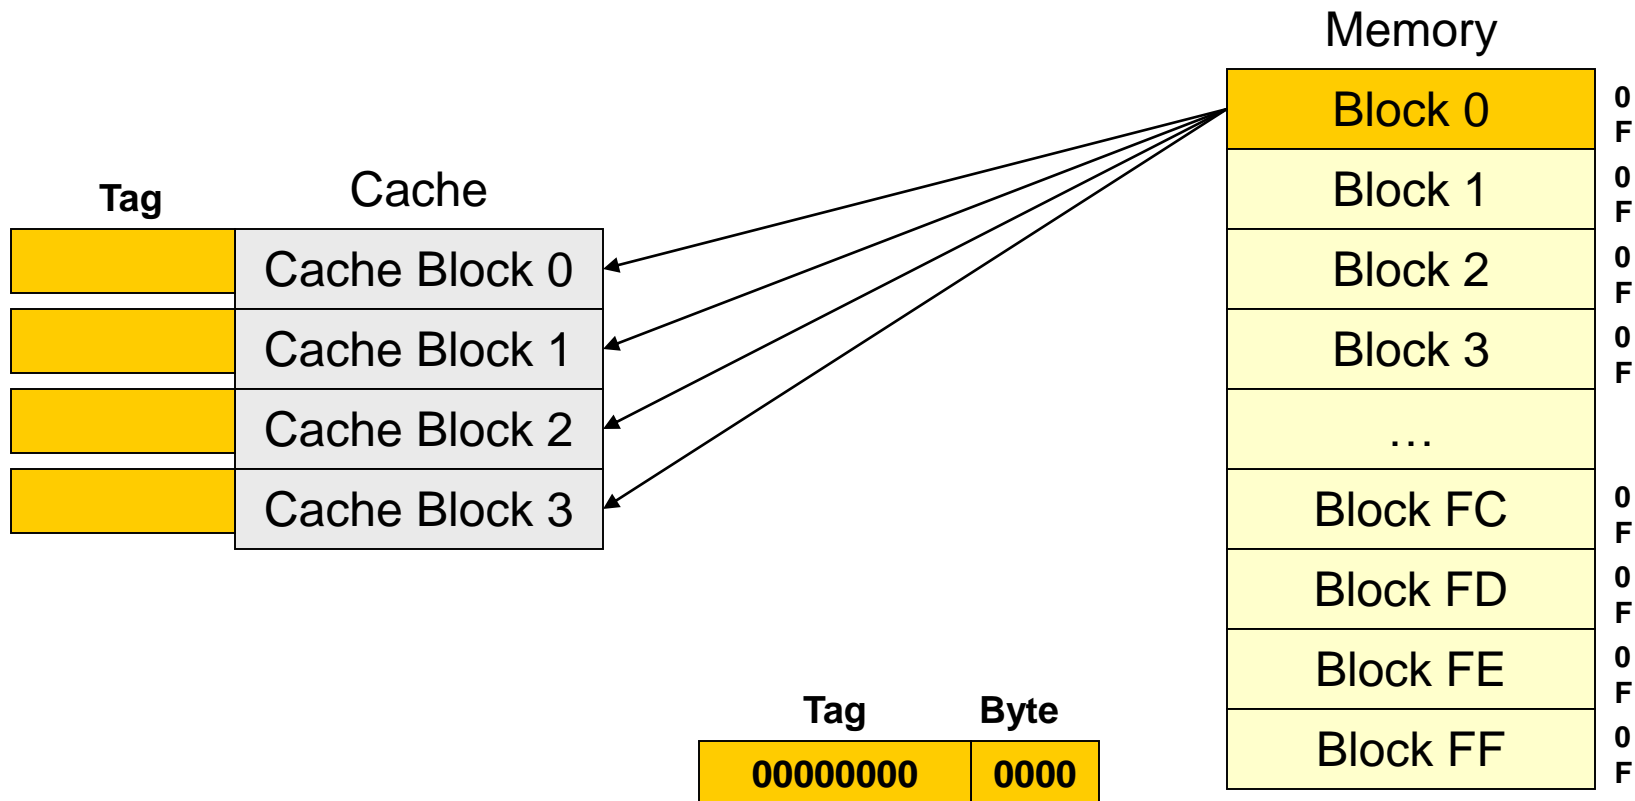 Memory
Block 0
0
F
Block 1
0
F
Block 2
0
F
Block 3
0
F
…
Block FC
0
F
Block FD
0
F
Block FE
0
F
Block FF
0
F
Tag Cache
Cache Block 0
Cache Block 1
Cache Block 2
Cache Block 3
Tag Byte
00000000 0000